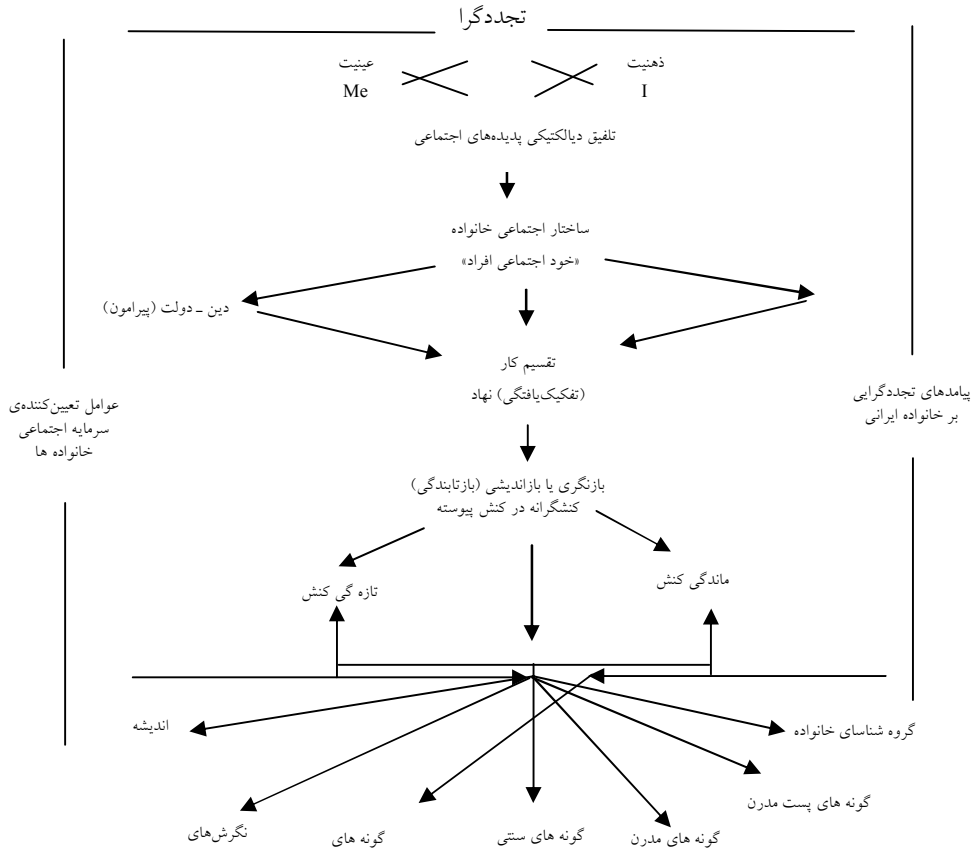 تجددگرا
ذهنیت
I
عینیت
Me
تلفیق دیالکتیکی پدیده‌های اجتماعی
ساختار اجتماعی خانواده
«خود اجتماعی افراد»
دین ـ دولت (پیرامون)
تقسیم کار
(تفکیک‌یافتگی) نهاد
پیامدهای تجددگرایی
بر خانواده ایرانی
عوامل تعیین‌کننده‌ی
سرمایه اجتماعی
خانواده ها
بازنگری یا بازاندیشی (بازتابندگی)
کنشگرانه در کنش پیوسته
ماندگی کنش
تازه گی کنش
گروه شناسای خانواده
اندیشه
گونه های پست مدرن
گونه های مدرن
گونه های سنتی
گونه های
نگرش‌های